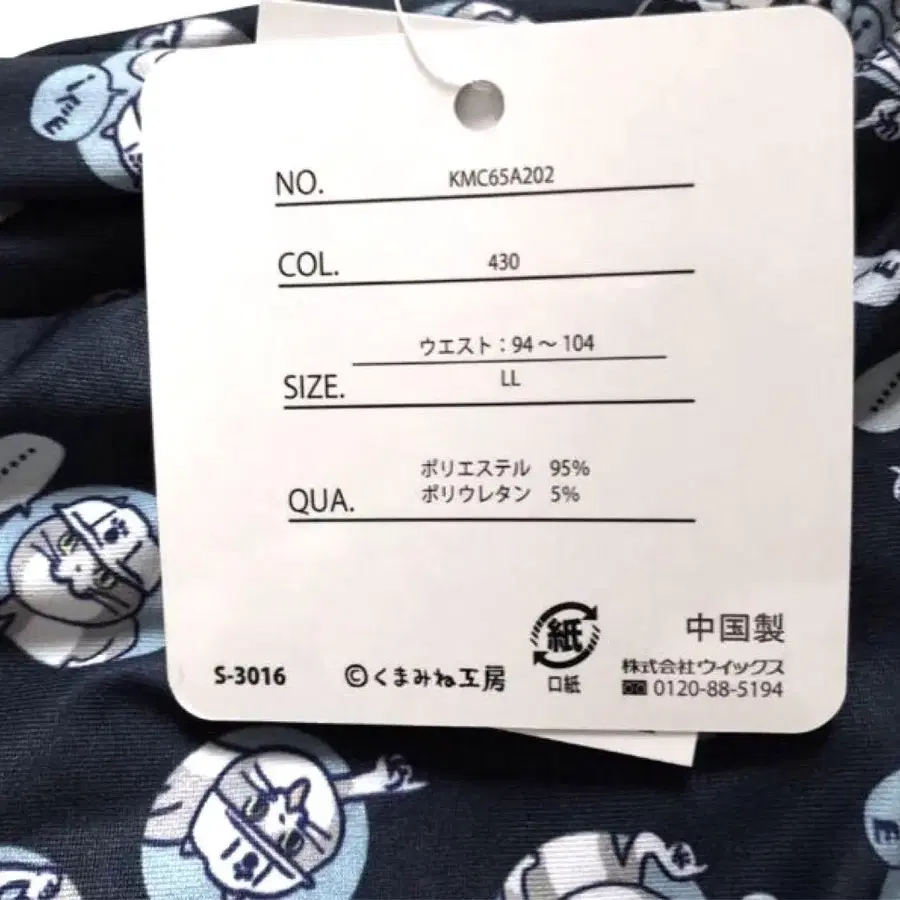 NO. KMC65A202
COL. 430
ウエスト：94～104
SIZE. LL
ポリエステル 95%
QUA. ポリウレタン 5%
紙
口紙
中国製
S-3016
©くまみね工房
株式会社ウイックス
0120-88-5194